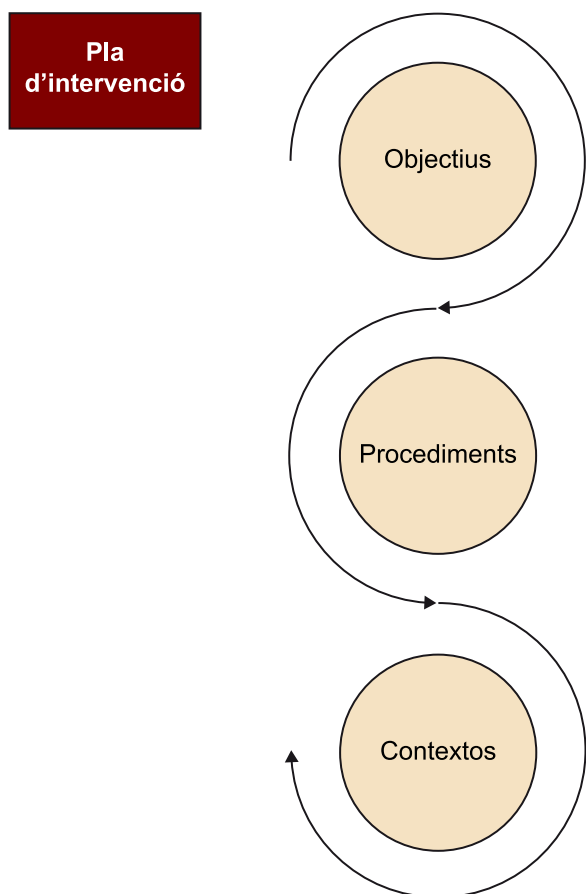 Pla
d’intervenció
Objectius
Procediments
Contextos